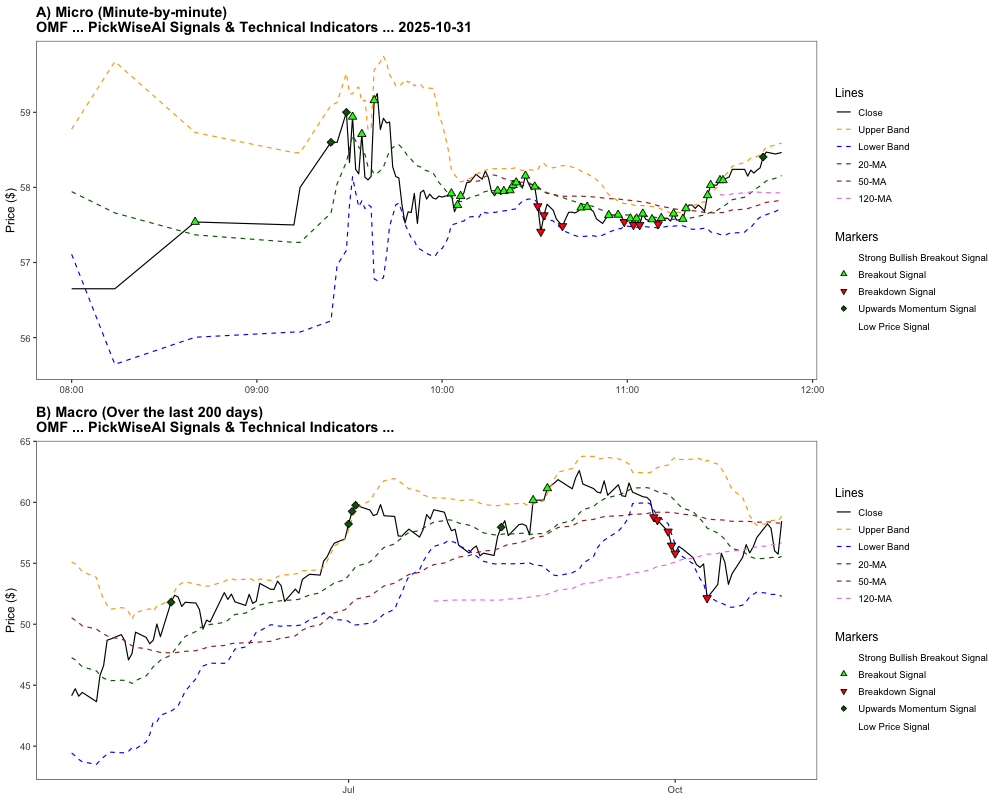 A) Micro (Minute-by-minute)
OMF ... PickWiseAI Signals & Technical Indicators ... 2025-10-31
Price ($)
59
58
57
56
08:00
09:00
10:00
11:00
12:00
Lines
Close
Upper Band
Lower Band
20-MA
50-MA
120-MA
Markers
Strong Bullish Breakout Signal
Breakout Signal
Breakdown Signal
Upwards Momentum Signal
Low Price Signal
B) Macro (Over the last 200 days)
OMF ... PickWiseAI Signals & Technical Indicators ...
Price ($)
65
60
55
50
45
40
Jul
Oct
Lines
Close
Upper Band
Lower Band
20-MA
50-MA
120-MA
Markers
Strong Bullish Breakout Signal
Breakout Signal
Breakdown Signal
Upwards Momentum Signal
Low Price Signal